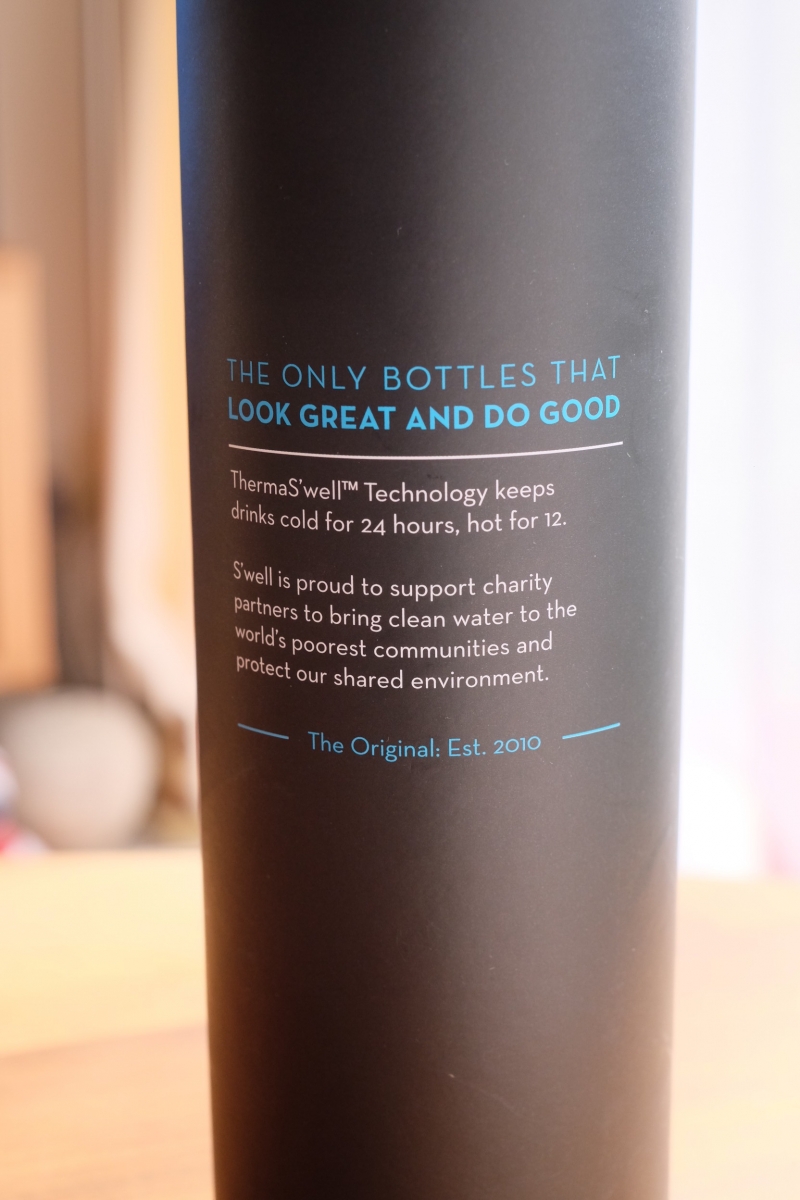 THE ONLY BOTTLES THAT
LOOK GREAT AND DO GOOD
ThermaS'well™ Technology keeps
drinks cold for 24 hours, hot for 12.
S'well is proud to support charity
partners to bring clean water to the
world's poorest communities and
protect our shared environment.
The Original: Est. 2010